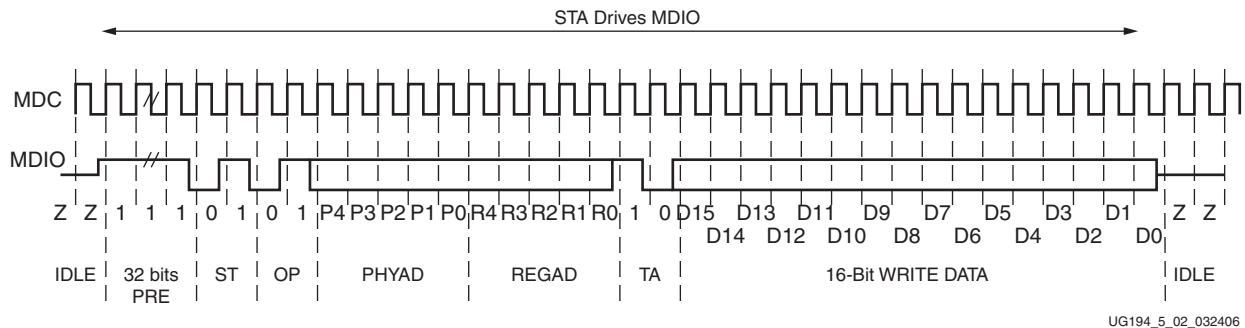 STA Drives MDIO
MDC
MDIO
Z Z 1 1 1 0 1 0 1 P4 P3 P2 P1 P0 R4 R3 R2 R1 R0 1 0 D15 D13 D11 D9 D7 D5 D3 D1 Z Z
D14 D12 D10 D8 D6 D4 D2 D0
IDLE 32 bits ST OP PHYAD REGAD TA 16-Bit WRITE DATA IDLE
PRE
UG194_5_02_032406